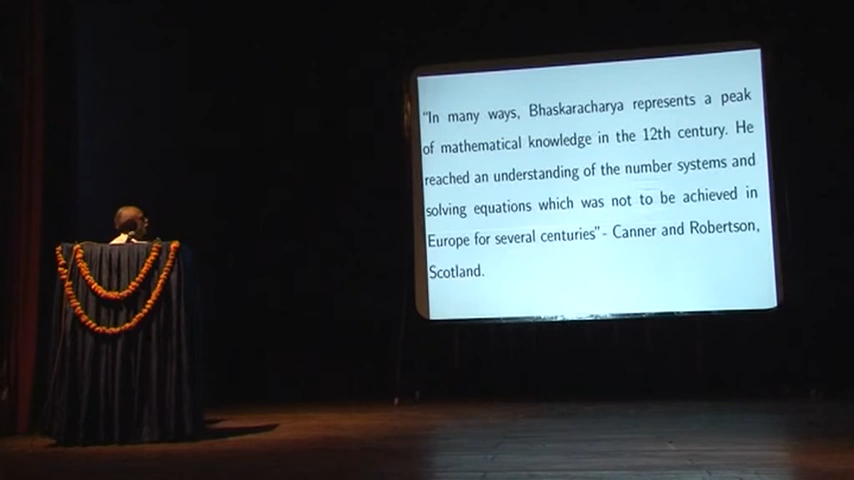 “In many ways, Bhaskaracharya represents a peak
of mathematical knowledge in the 12th century. He
reached an understanding of the number systems and
solving equations which was not to be achieved in
Europe for several centuries”- Canner and Robertson,
Scotland.